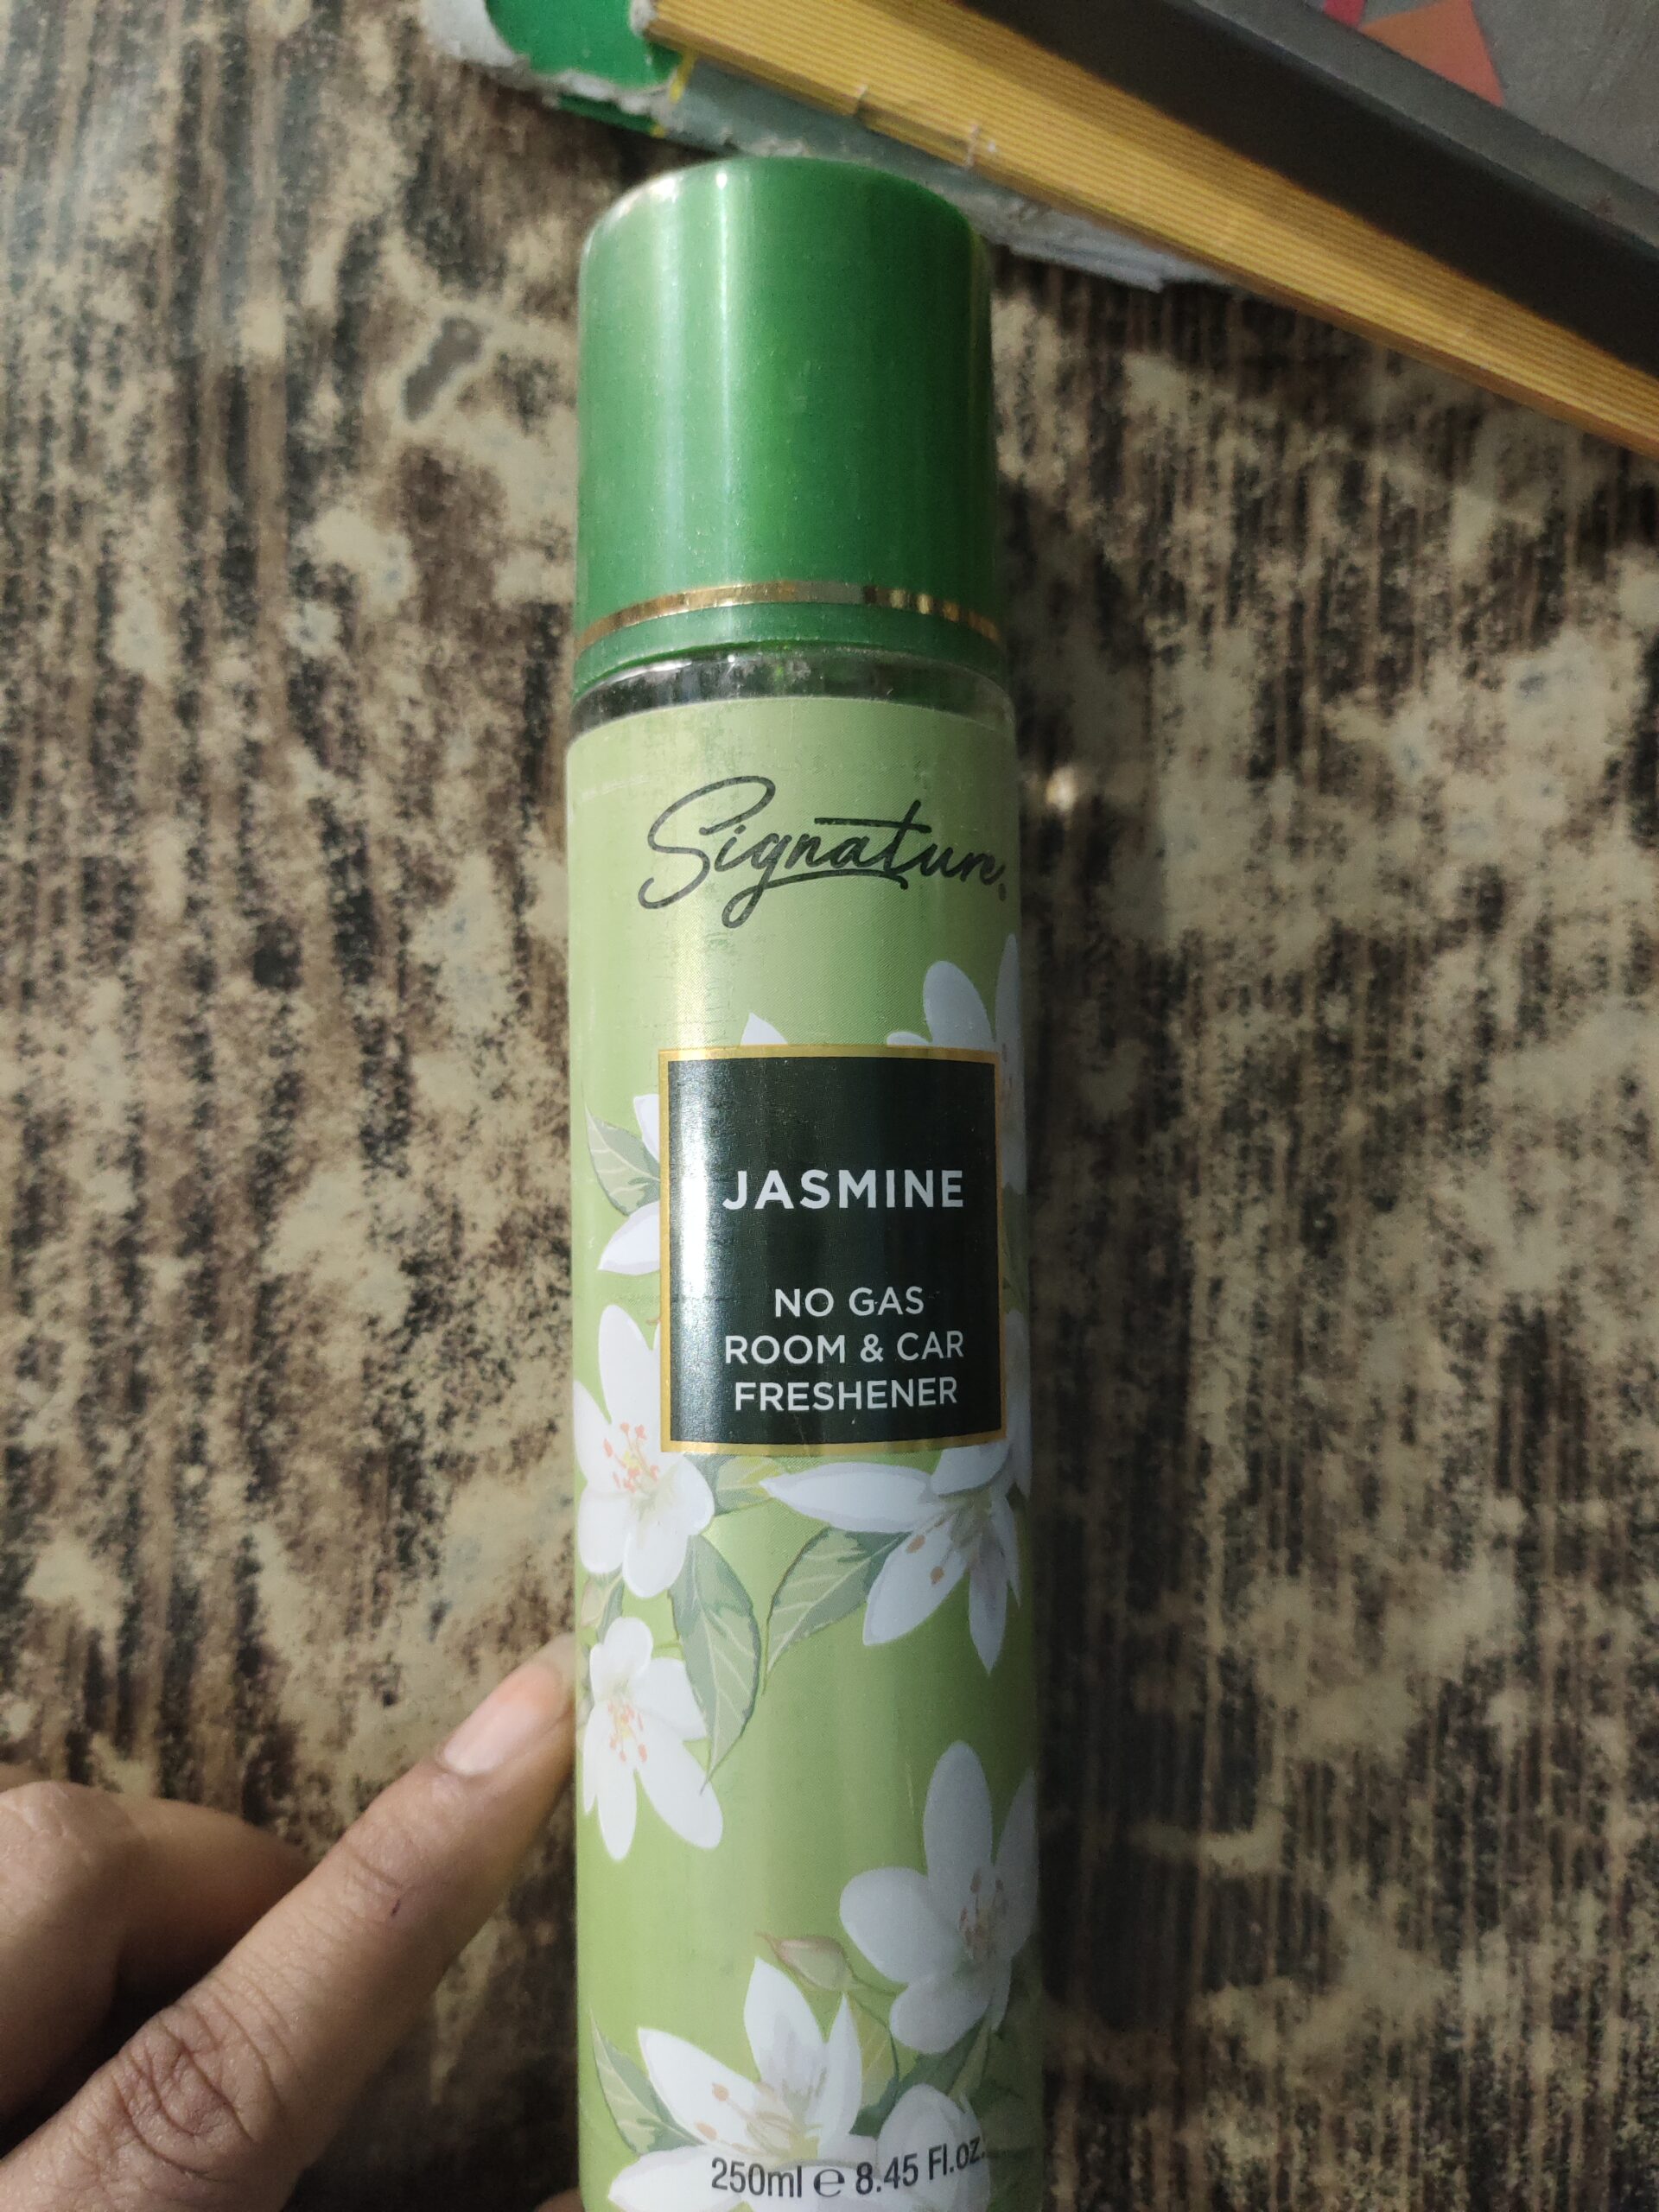 Signature
JASMINE
NO GAS
ROOM & CAR
FRESHENER
250ml e 8.45 Fl.oz.